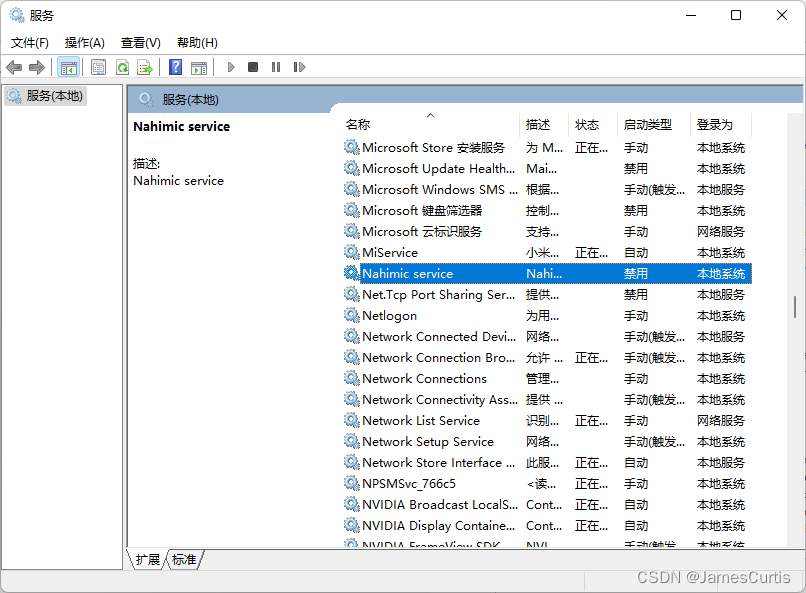 服务
文件(F) 操作(A) 查看(V) 帮助(H)
服务(本地)
服务(本地)
Nahimic service
描述:
Nahimic service
名称 描述 状态 启动类型 登录为
Microsoft Store 安装服务 为 M... 正在... 手动 本地系统
Microsoft Update Health... Mai... 禁用 本地系统
Microsoft Windows SMS ... 根据... 手动(触发... 本地服务
Microsoft 键盘筛选器 控制... 禁用 本地系统
Microsoft 云标识服务 支持... 手动 网络服务
MiService 小米... 正在... 自动 本地系统
Nahimic service Nahi... 禁用 本地系统
Net.Tcp Port Sharing Ser... 提供... 禁用 本地服务
Netlogon 为用... 手动 本地系统
Network Connected Devi... 网络... 手动(触发... 本地服务
Network Connection Bro... 允许 ... 正在... 手动(触发... 本地系统
Network Connections 管理... 手动 本地系统
Network Connectivity Ass... 提供 ... 手动(触发... 本地系统
Network List Service 识别... 正在... 手动 网络服务
Network Setup Service 网络... 手动(触发... 本地系统
Network Store Interface ... 此服... 正在... 自动 本地服务
NPSMSvc_766c5 <读... 正在... 手动 本地系统
NVIDIA Broadcast LocalS... Cont... 正在... 自动 本地系统
NVIDIA Display Containe... Cont... 正在... 自动 本地系统
NVIDIA FrameView SDK NVI 手动(触发 本地系统
扩展 标准
CSDN @JamesCurtis